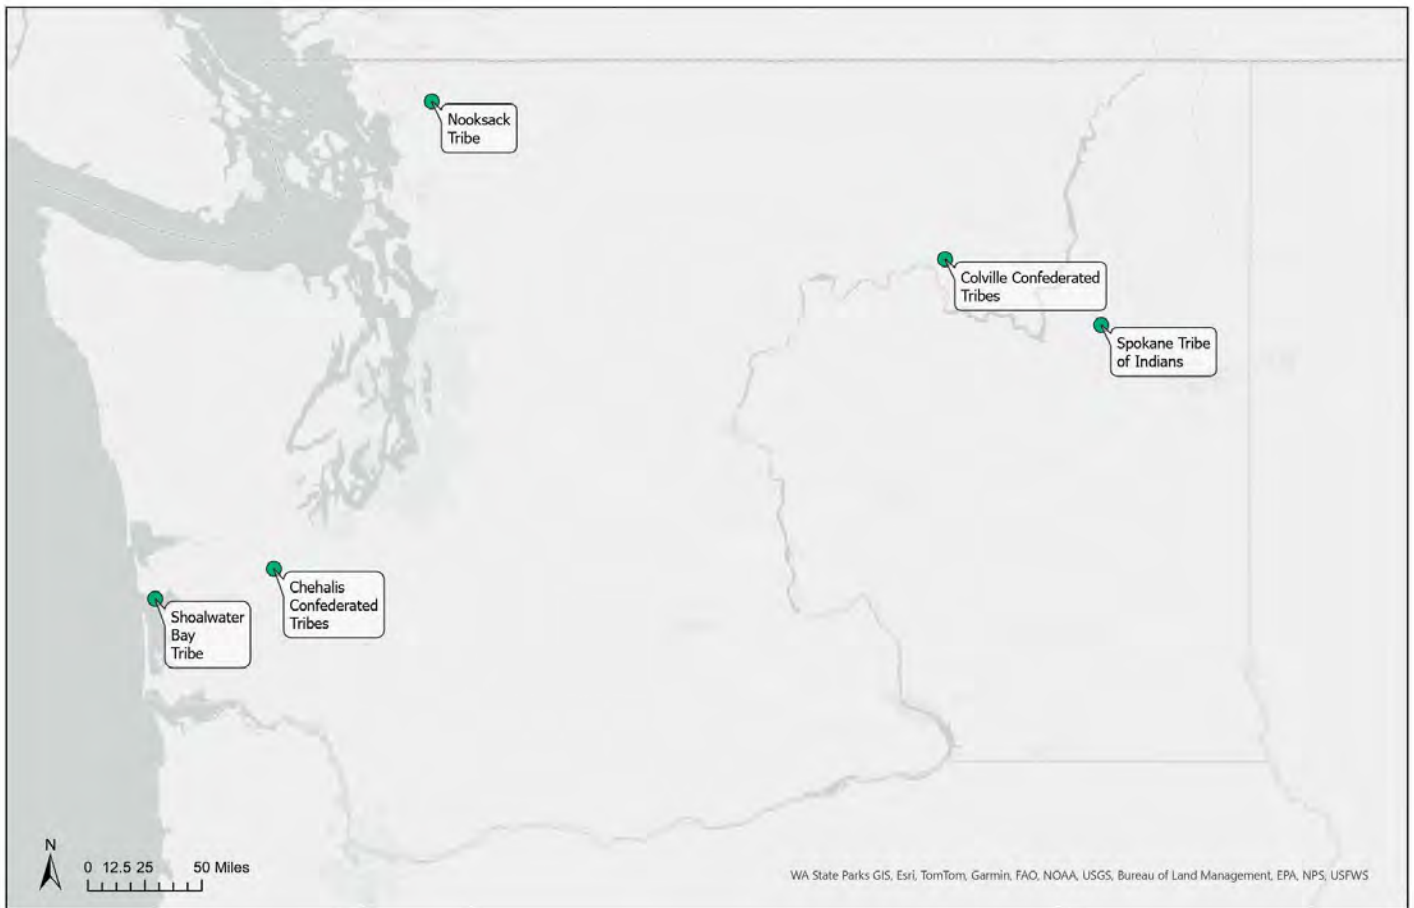 Nooksack
Tribe
Colville Confederated
Tribes
Spokane Tribe
of Indians
Chehalis
Confederated
Tribes
Shoalwater
Bay
Tribe
N
0 12.5 25 50 Miles
WA State Parks GIS, Esri, TomTom, Garmin, FAO, NOAA, USGS, Bureau of Land Management, EPA, NPS, USFWS